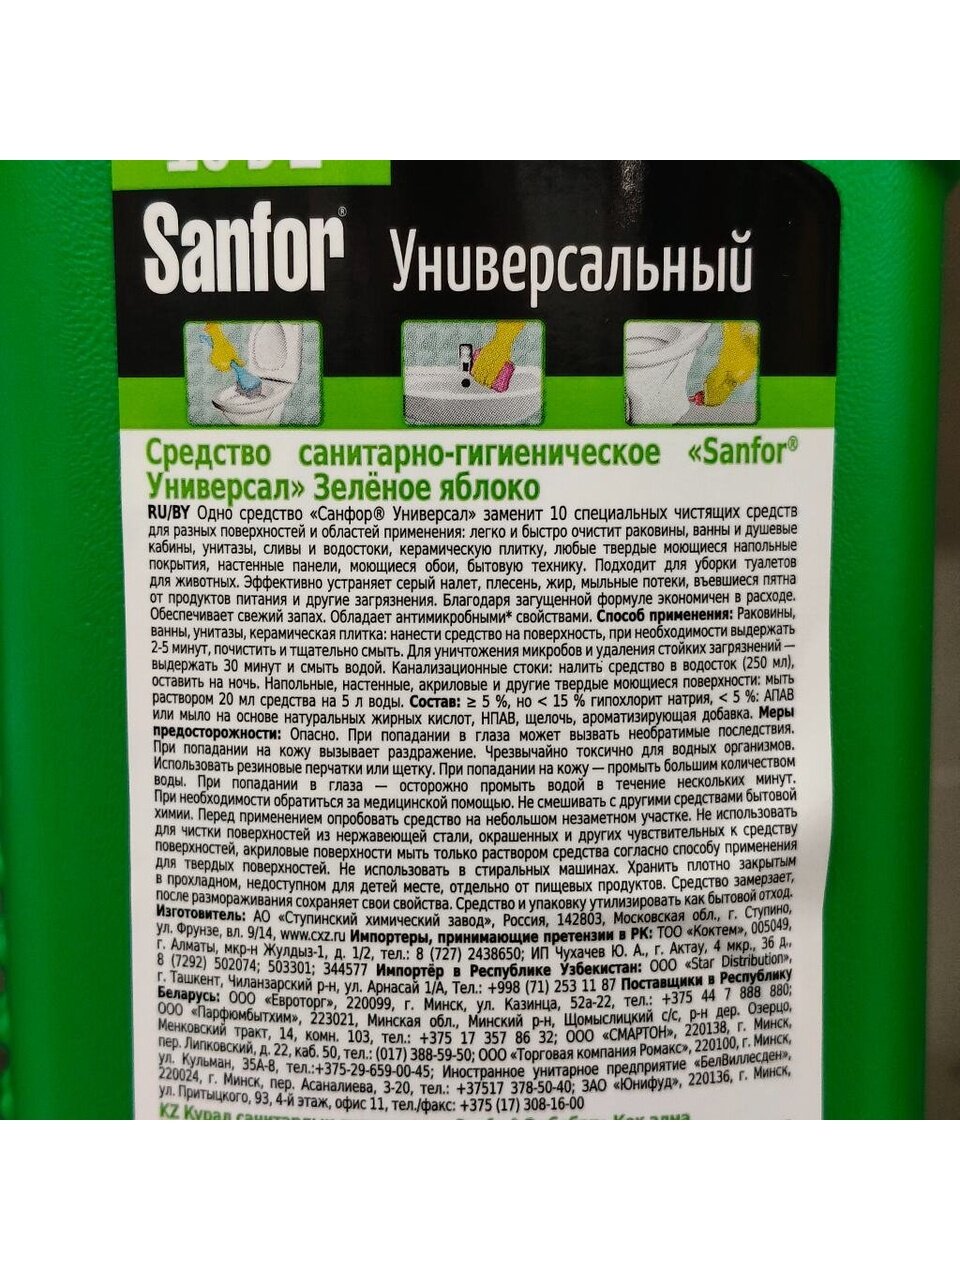 Sanfor®
Универсальный
Средство санитарно-гигиеническое «Sanfor®
Универсал» Зелёное яблоко
RU/BY Одно средство «Санфор® Универсал» заменит 10 специальных чистящих средств
для разных поверхностей и областей применения: легко и быстро очистит раковины, ванны и душевые
кабины, унитазы, сливы и водостоки, керамическую плитку, любые твердые моющиеся напольные
покрытия, настенные панели, моющиеся обои, бытовую технику. Подходит для уборки туалетов
для животных. Эффективно устраняет серый налет, плесень, жир, мыльные потеки, въевшиеся пятна
от продуктов питания и другие загрязнения. Благодаря загущенной формуле экономичен в расходе.
Обеспечивает свежий запах. Обладает антимикробными* свойствами. Способ применения: Раковины,
ванны, унитазы, керамическая плитка: нанести средство на поверхность, при необходимости выдержать
2-5 минут, почистить и тщательно смыть. Для уничтожения микробов и удаления стойких загрязнений —
выдержать 30 минут и смыть водой. Канализационные стоки: налить средство в водосток (250 мл),
оставить на ночь. Напольные, настенные, акриловые и другие твердые моющиеся поверхности: мыть
раствором 20 мл средства на 5 л воды. Состав: ≥ 5 %, но < 15 % гипохлорит натрия, < 5 %: АПАВ
или мыло на основе натуральных жирных кислот, НПАВ, щелочь, ароматизирующая добавка. Меры
предосторожности: Опасно. При попадании в глаза может вызвать необратимые последствия.
При попадании на кожу вызывает раздражение. Чрезвычайно токсично для водных организмов.
Использовать резиновые перчатки или щетку. При попадании на кожу — промыть большим количеством
воды. При попадании в глаза — осторожно промыть водой в течение нескольких минут.
При необходимости обратиться за медицинской помощью. Не смешивать с другими средствами бытовой
химии. Перед применением опробовать средство на небольшом незаметном участке. Не использовать
для чистки поверхностей из нержавеющей стали, окрашенных и других чувствительных к средству
поверхностей, акриловые поверхности мыть только раствором средства согласно способу применения
для твердых поверхностей. Не использовать в стиральных машинах. Хранить плотно закрытым
в прохладном, недоступном для детей месте, отдельно от пищевых продуктов. Средство замерзает,
после размораживания сохраняет свои свойства. Средство и упаковку утилизировать как бытовой отход.
Изготовитель: АО «Ступинский химический завод», Россия, 142803, Московская обл., г. Ступино,
ул. Фрунзе, вл. 9/14, www.cxz.ru Импортеры, принимающие претензии в РК: ТОО «Коктем», 005049,
г. Алматы, мкр-н Жулдыз-1, д. 1/2, тел.: 8 (727) 2438650; ИП Чухачев Ю. А., г. Актау, 4 мкр., 36 д.,
8 (7292) 502074; 503301; 344577 Импортёр в Республике Узбекистан: ООО «Star Distribution»,
г. Ташкент, Чиланзарский р-н, ул. Арнасай 1/А, Тел.: +998 (71) 253 11 87 Поставщики в Республику
Беларусь: ООО «Евроторг», 220099, г. Минск, ул. Казинца, 52а-22, тел.: +375 44 7 888 880;
ООО «Парфюмбытхим», 223021, Минская обл., Минский р-н, Щомыслицкий с/с, р-н дер. Озерцо,
Менковский тракт, 14, комн. 103, тел.: +375 17 357 86 32; ООО «СМАРТОН», 220138, г. Минск,
пер. Липковский, д. 22, каб. 50, тел.: (017) 388-59-50; ООО «Торговая компания Ромакс», 220100, г. Минск,
ул. Кульман, 35А-8, тел.:+375-29-659-00-45; Иностранное унитарное предприятие «БелВиллесден»,
220024, г. Минск, пер. Асаналиева, 3-20, тел.: +37517 378-50-40; ЗАО «Юнифуд», 220136, г. Минск,
ул. Притыцкого, 93, 4-й этаж, офис 11, тел./факс: +375 (17) 308-16-00
KZ Құрал